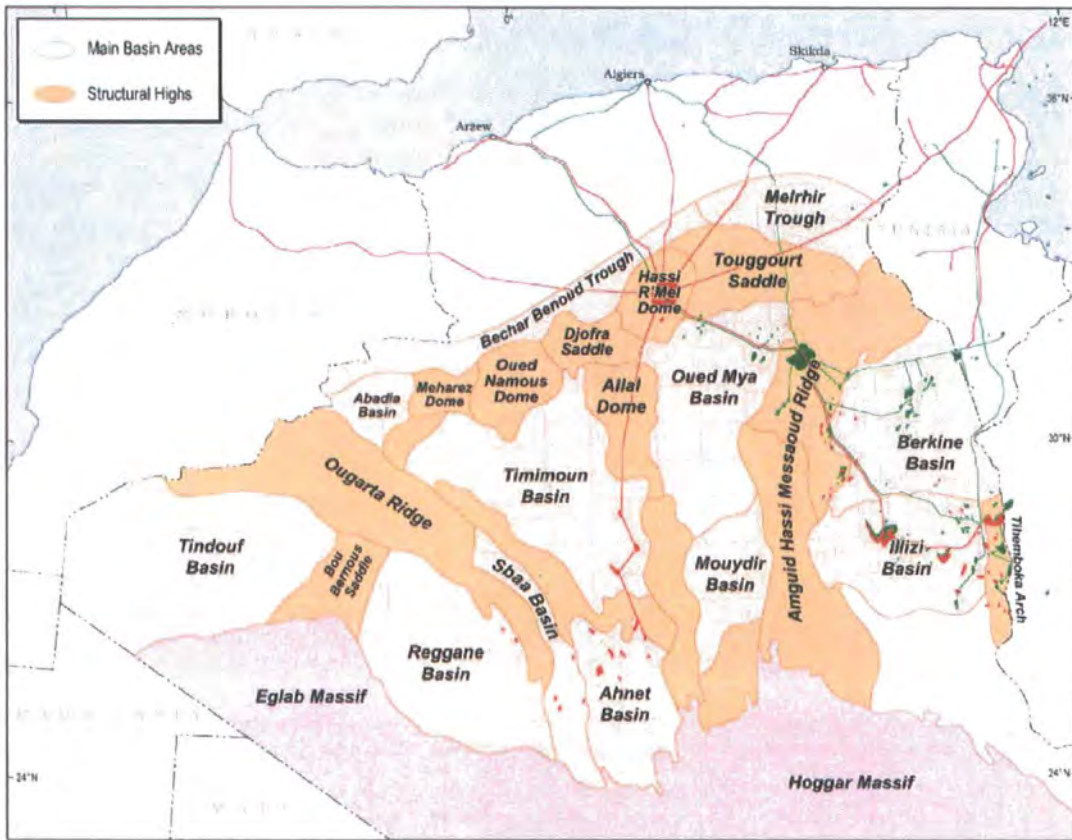 Main Basin Areas
Structural Highs
0°
12°E
Skikda
Algiers
36°N
Arzew
Melrhir
Trough
TUNISIA
Touggourt
Saddle
Hassi
R'Mel
Dome
Bechar Benoud Trough
Djofra
Saddle
Oued
Namous
Dome
Meharez
Dome
Abadla
Basin
Allal
Dome
Oued Mya
Basin
Amguid Hassi Messaoud Ridge
Berkine
Basin
30°N
Ougarta Ridge
Timimoun
Basin
Tindouf
Basin
Bou
Bernous
Saddle
Sbaa Basin
Mouydir
Basin
Illizi
Basin
Tihemboka Arch
Reggane
Basin
Eglab Massif
Ahnet
Basin
24°N
24°N
Hoggar Massif